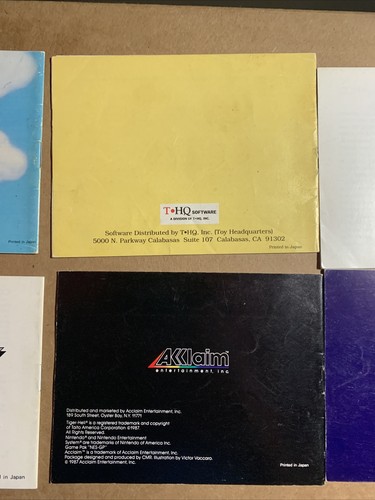 Printed in Japan
T•HQ SOFTWARE
A DIVISION OF T•HQ, INC.
Software Distributed by T•HQ, Inc. (Toy Headquarters)
5000 N. Parkway Calabasas Suite 107 Calabasas, CA 91302
Printed in Japan
AKKlaim
entertainment, inc.
Distributed and marketed by Acclaim Entertainment, Inc.
189 South Street, Oyster Bay, N.Y. 11771
Tiger-Heli® is a registered trademark and copyright
of Taito America Corporation ©1987.
All Rights Reserved.
Nintendo® and Nintendo Entertainment
System® are trademarks of Nintendo of America Inc.
Game Pak "NES-GP"
Acclaim™ is a trademark of Acclaim Entertainment, Inc.
Package designed and produced by CMR. Illustration by Victor Vaccaro.
© 1987 Acclaim Entertainment, Inc.
Printed in Japan
in Japan